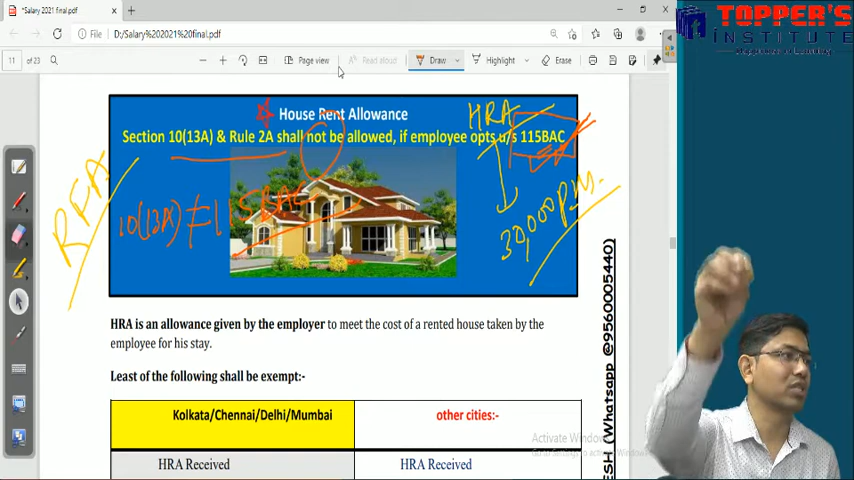 *Salary 2021 final.pdf
TOPPER'S
INSTITUTE
File
D:/Salary%202021%20final.pdf
11
of 23
Page view
Read aloud
Draw
Highlight
Erase
House Rent Allowance
Section 10(13A) & Rule 2A shall not be allowed, if employee opts u/s 115BAC
HRA
RFA
10(13A) ≠ 115BAC
30,000 p.m.
HRA is an allowance given by the employer to meet the cost of a rented house taken by the
employee for his stay.
Least of the following shall be exempt:-
Kolkata/Chennai/Delhi/Mumbai
other cities:-
HRA Received
HRA Received
ESH (Whatsapp @9560005440)